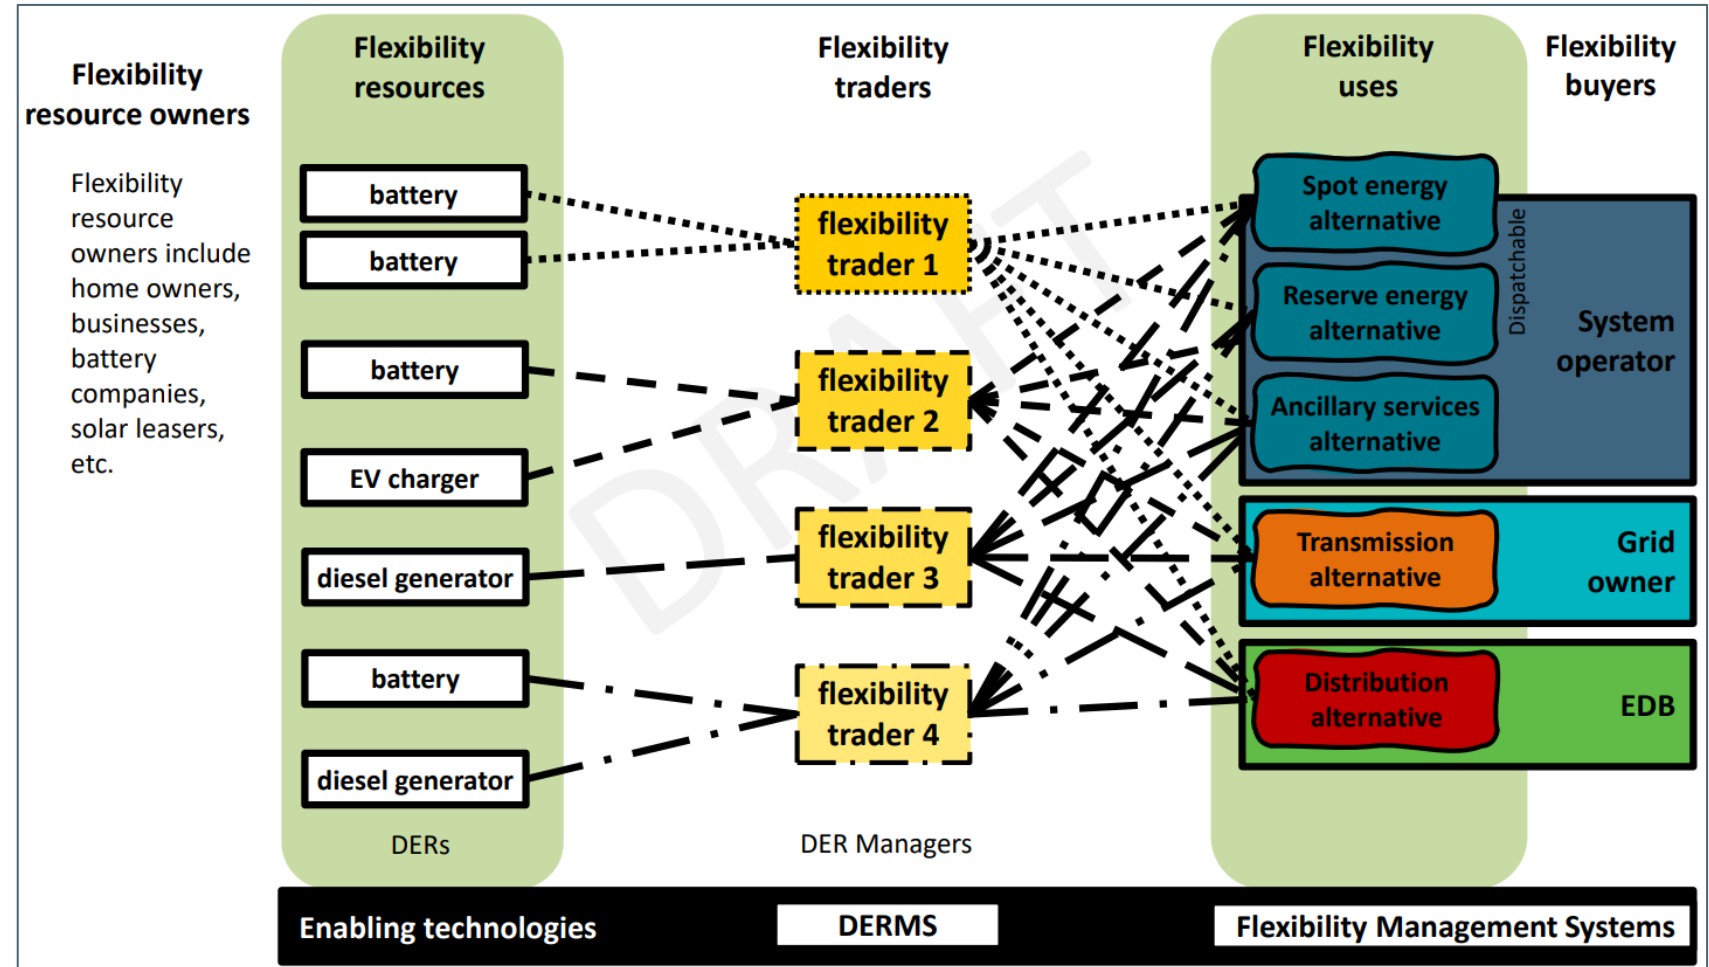 Flexibility
resource owners
Flexibility
resource
owners include
home owners,
businesses,
battery
companies,
solar leasers,
etc.
Flexibility
resources
battery
battery
battery
EV charger
diesel generator
battery
diesel generator
DERs
Flexibility
traders
flexibility
trader 1
flexibility
trader 2
flexibility
trader 3
flexibility
trader 4
DER Managers
DRAFT
Flexibility
uses
Spot energy
alternative
Reserve energy
alternative
Ancillary services
alternative
Dispatchable
Transmission
alternative
Distribution
alternative
Flexibility
buyers
System
operator
Grid
owner
EDB
Enabling technologies
DERMS
Flexibility Management Systems